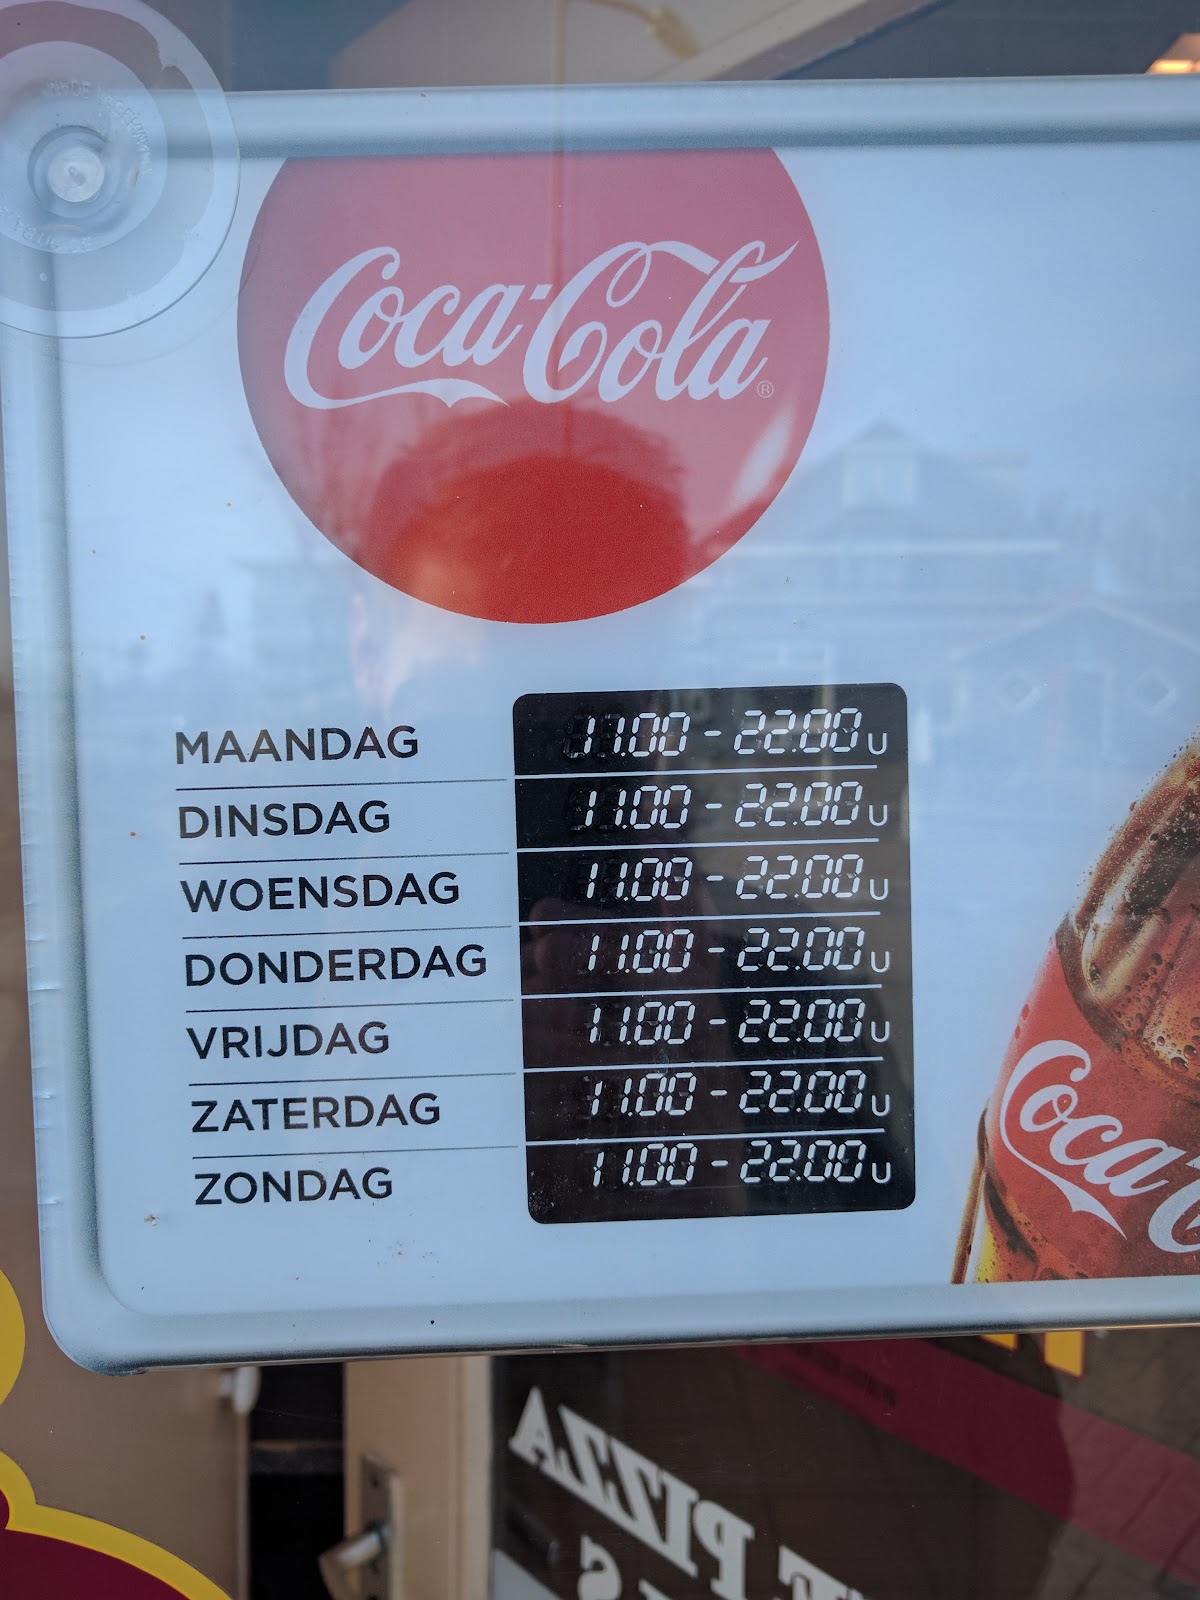 Coca-Cola®
MAANDAG 11.00 - 22.00 U
DINSDAG 11.00 - 22.00 U
WOENSDAG 11.00 - 22.00 U
DONDERDAG 11.00 - 22.00 U
VRIJDAG 11.00 - 22.00 U
ZATERDAG 11.00 - 22.00 U
ZONDAG 11.00 - 22.00 U
Coca-C
PIZZA